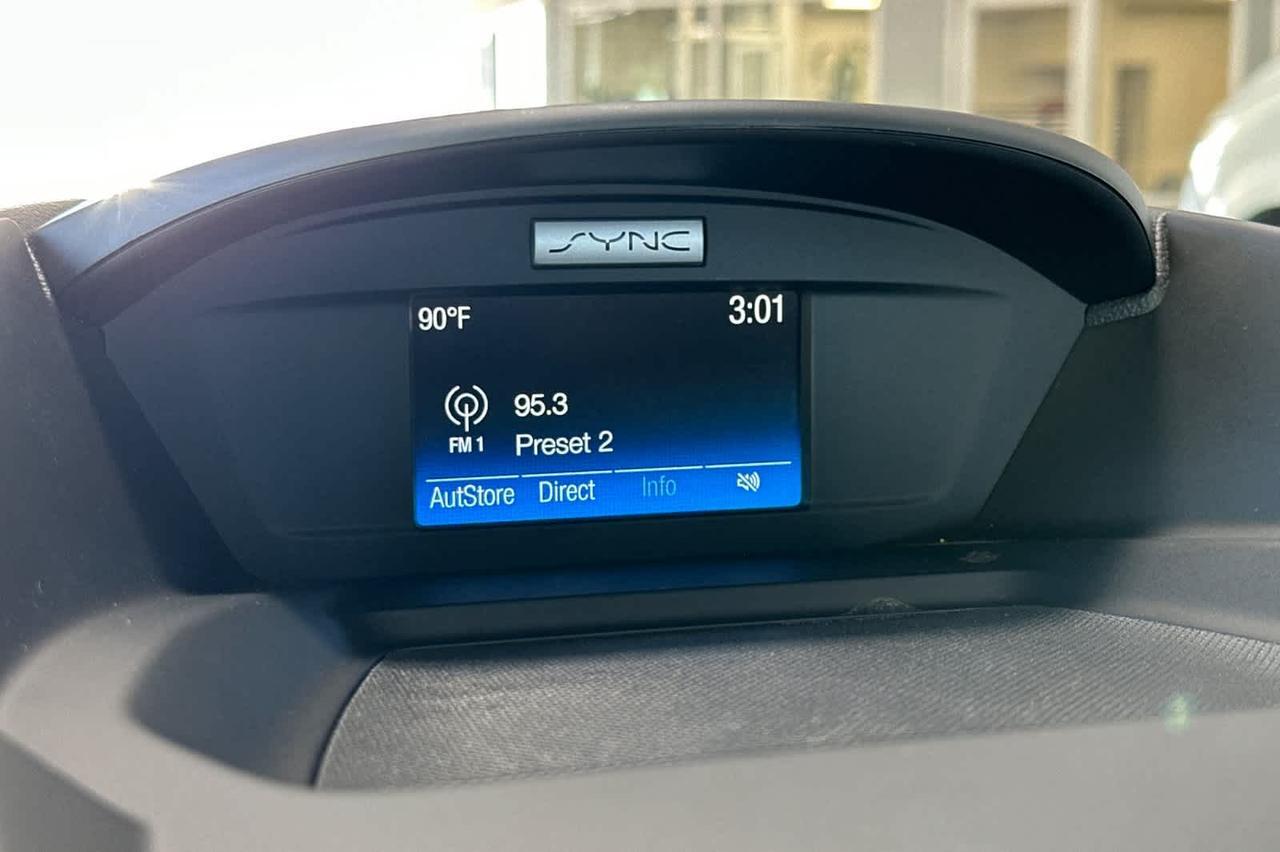 SYNC
90°F 3:01
95.3
FM 1 Preset 2
AutStore Direct Info